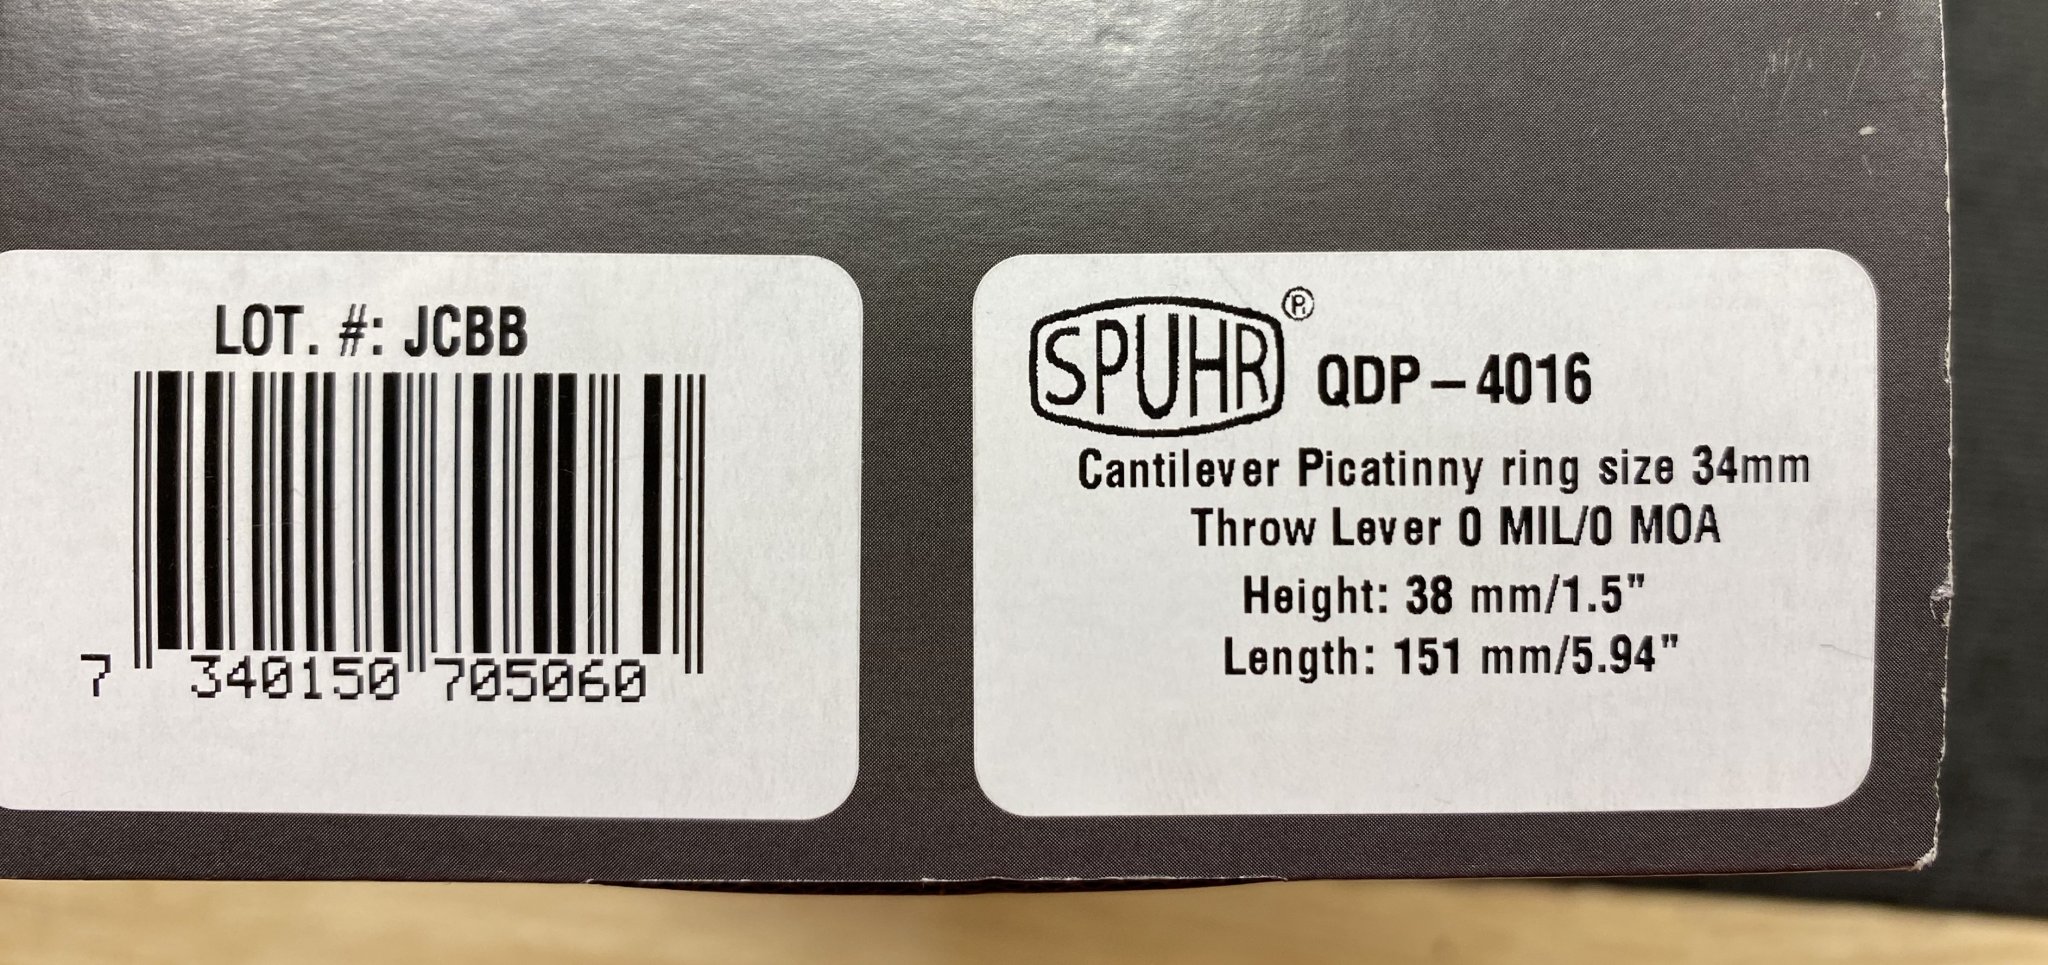 LOT. #: JCBB
7 340150 705060
SPUHR® QDP-4016
Cantilever Picatinny ring size 34mm
Throw Lever 0 MIL/0 MOA
Height: 38 mm/1.5"
Length: 151 mm/5.94"